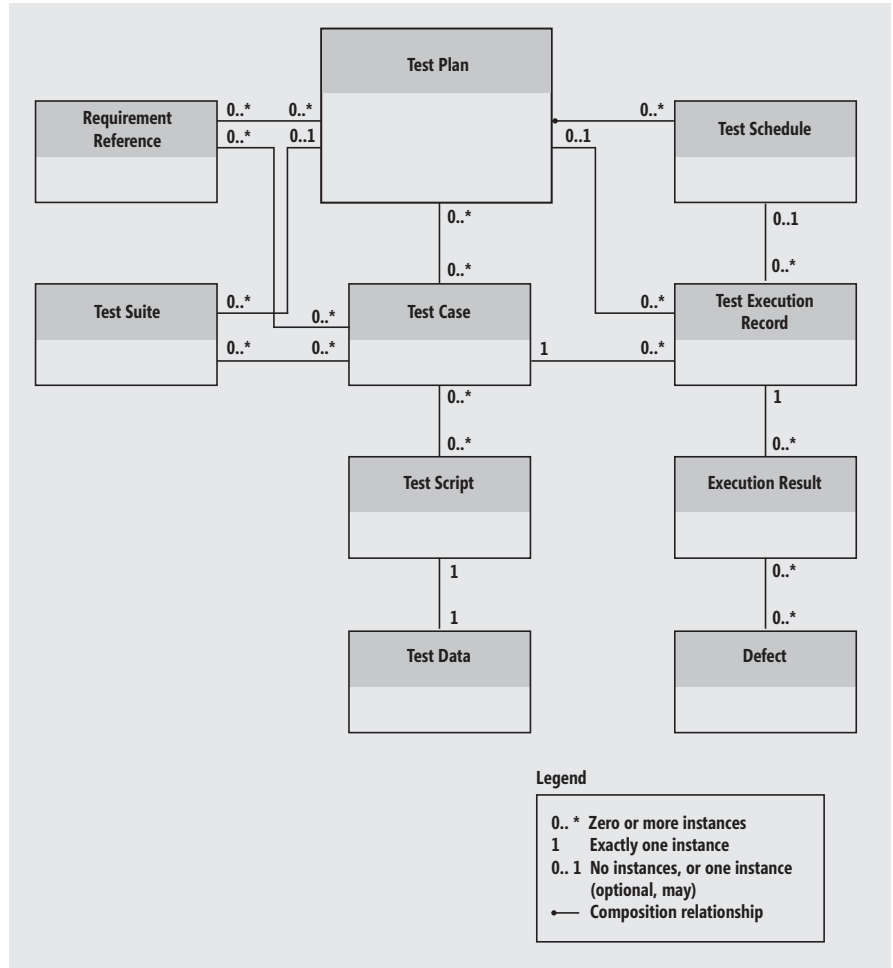 Test Plan
Requirement
Reference
0..*
0..*
0..*
0..1
0..*
0..1
Test Schedule
0..*
0..1
0..*
0..*
Test Suite
0..*
0..*
Test Case
0..*
Test Execution
Record
0..*
0..*
1
0..*
0..*
1
0..*
0..*
Test Script
Execution Result
1
0..*
1
0..*
Test Data
Defect
Legend
0.. * Zero or more instances
1 Exactly one instance
0.. 1 No instances, or one instance
(optional, may)
Composition relationship